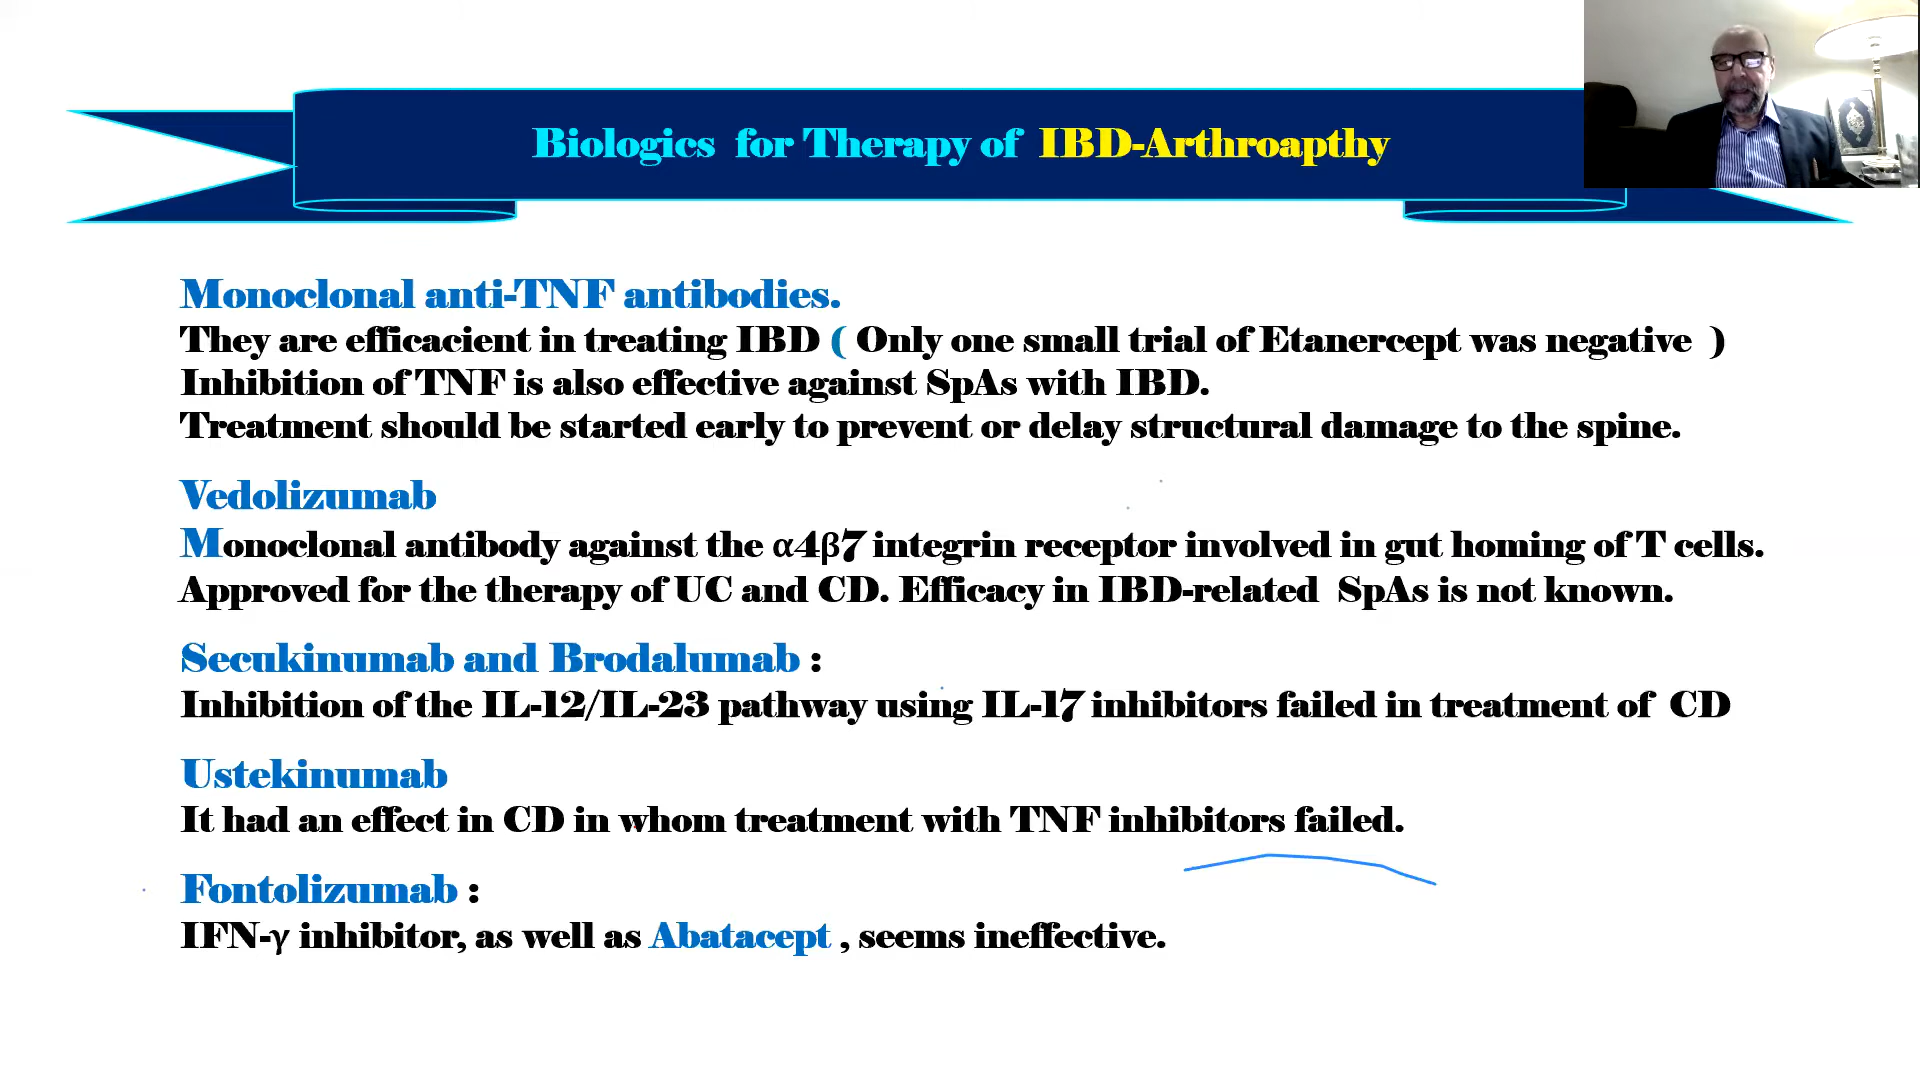 Biologics for Therapy of IBD-Arthroapthy
Monoclonal anti-TNF antibodies.
They are efficacient in treating IBD ( Only one small trial of Etanercept was negative )
Inhibition of TNF is also effective against SpAs with IBD.
Treatment should be started early to prevent or delay structural damage to the spine.
Vedolizumab
Monoclonal antibody against the α4β7 integrin receptor involved in gut homing of T cells.
Approved for the therapy of UC and CD. Efficacy in IBD-related SpAs is not known.
Secukinumab and Brodalumab :
Inhibition of the IL-12/IL-23 pathway using IL-17 inhibitors failed in treatment of CD
Ustekinumab
It had an effect in CD in whom treatment with TNF inhibitors failed.
Fontolizumab :
IFN-γ inhibitor, as well as Abatacept , seems ineffective.